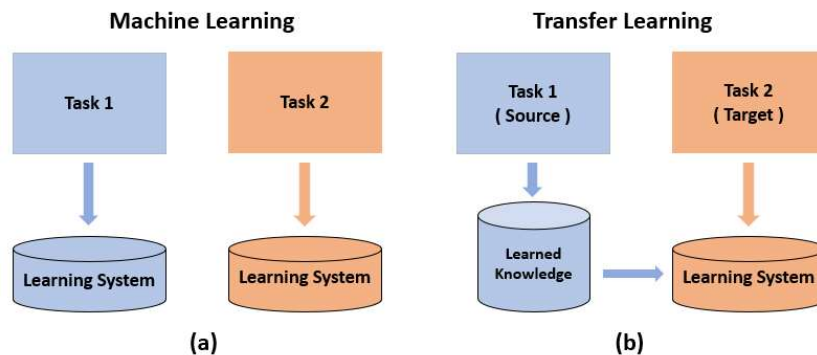 Machine Learning
Transfer Learning
Task 1
Task 2
Task 1
( Source )
Task 2
( Target )
Learning System
Learning System
Learned
Knowledge
Learning System
(a)
(b)